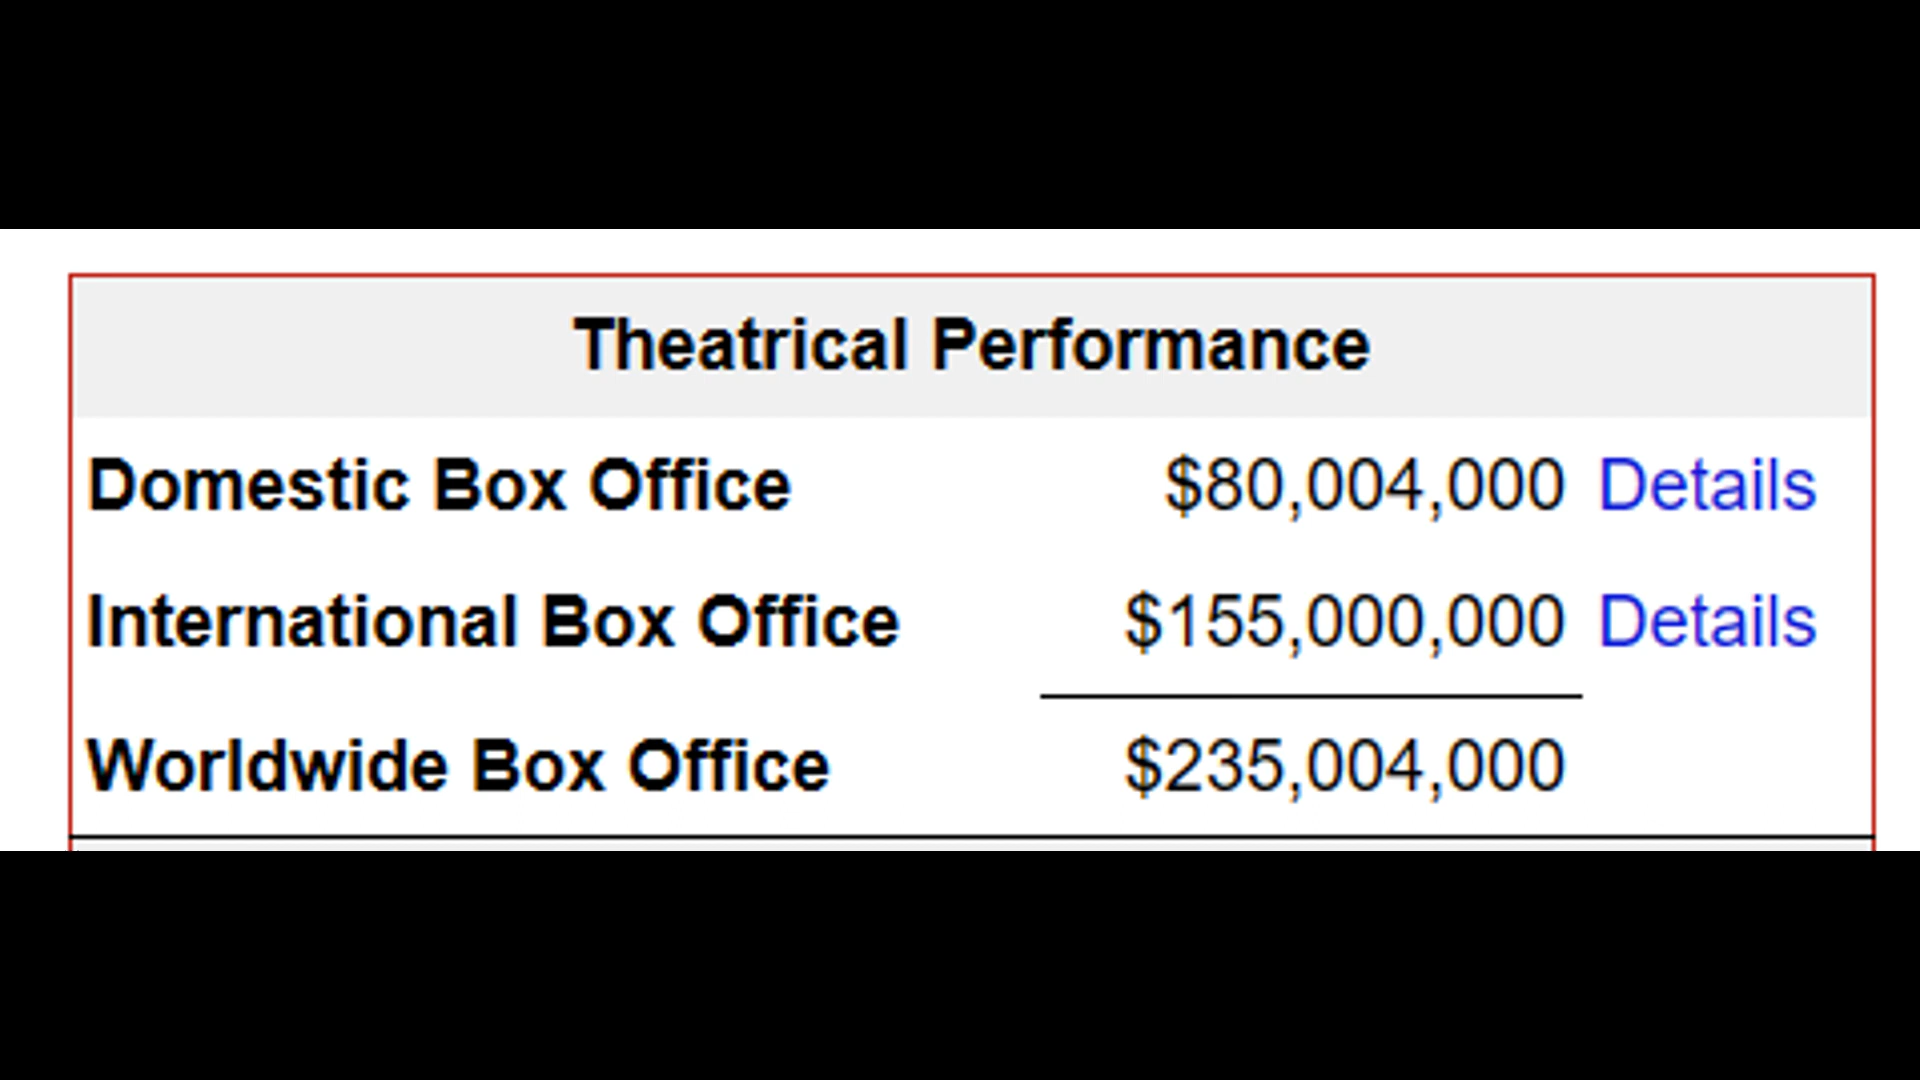 Theatrical Performance
Domestic Box Office $80,004,000 Details
International Box Office $155,000,000 Details
Worldwide Box Office $235,004,000